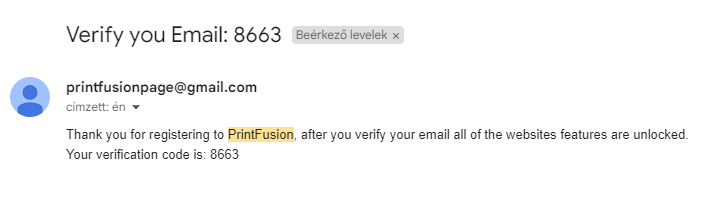 Verify you Email: 8663 Beérkező levelek ×
printfusionpage@gmail.com
címzett: én
Thank you for registering to PrintFusion, after you verify your email all of the websites features are unlocked.
Your verification code is: 8663